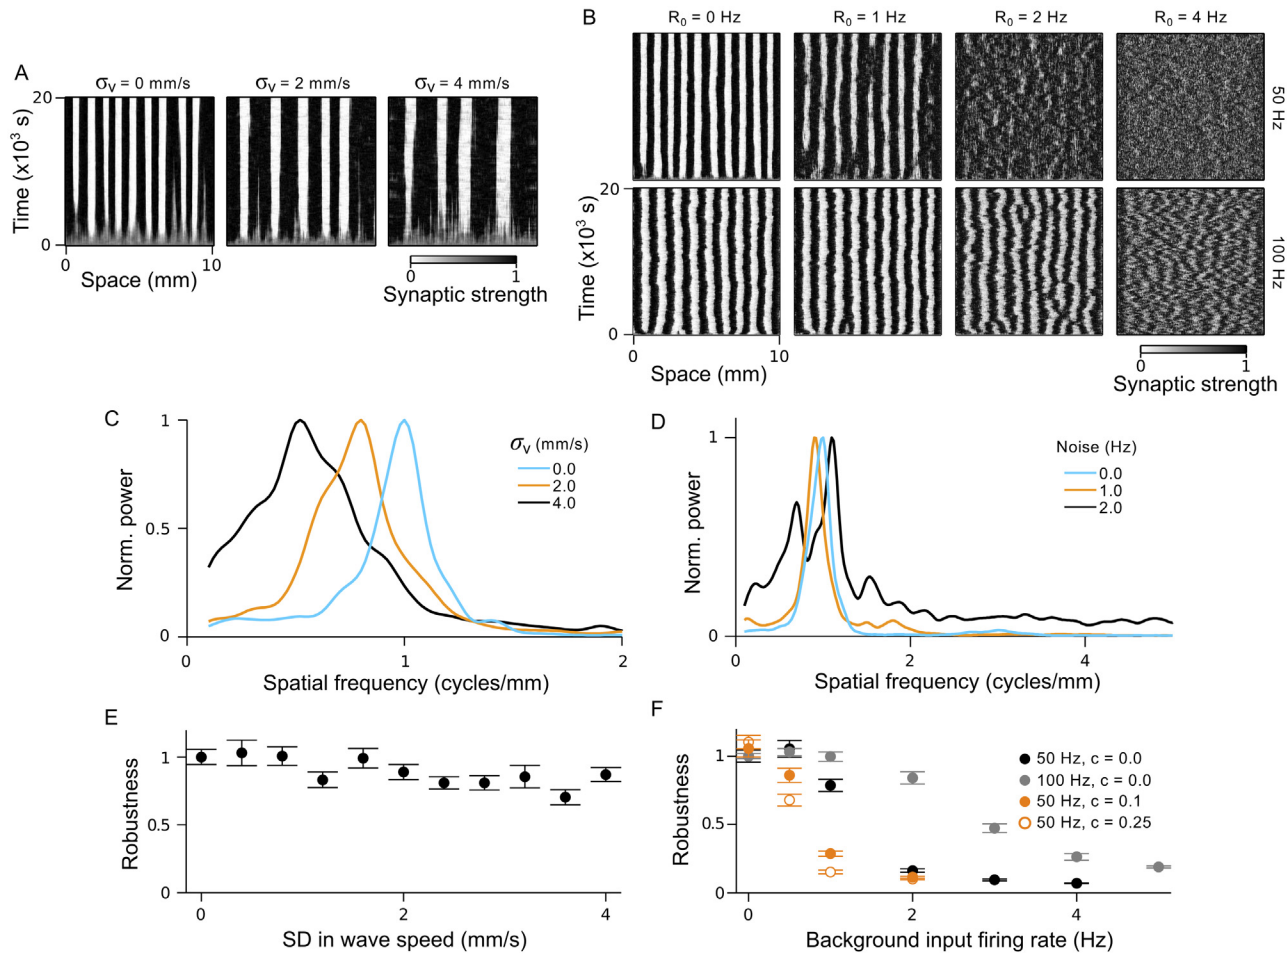 A
σv = 0 mm/s
σv = 2 mm/s
σv = 4 mm/s
20
Time (x10³ s)
0
0
10
Space (mm)
0
1
Synaptic strength
B
R₀ = 0 Hz
R₀ = 1 Hz
R₀ = 2 Hz
R₀ = 4 Hz
50 Hz
20
Time (x10³ s)
100 Hz
0
0
10
Space (mm)
0
1
Synaptic strength
C
1
Norm. power
0.5
0
0
1
2
Spatial frequency (cycles/mm)
σv (mm/s)
0.0
2.0
4.0
D
1
Norm. power
0
0
2
4
Spatial frequency (cycles/mm)
Noise (Hz)
0.0
1.0
2.0
E
1
Robustness
0.5
0
0
2
4
SD in wave speed (mm/s)
F
1
Robustness
0.5
0
0
2
4
Background input firing rate (Hz)
50 Hz, c = 0.0
100 Hz, c = 0.0
50 Hz, c = 0.1
50 Hz, c = 0.25